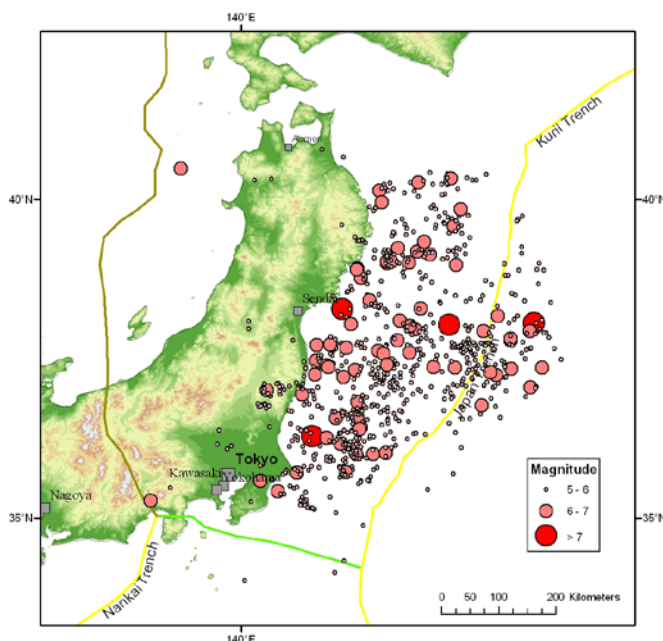 140°E
Kuril Trench
Aomori
40°N
40°N
Sendai
Japan Trench
Tokyo
Kawasaki
Yokohama
Nagoya
Magnitude
5 - 6
6 - 7
> 7
35°N
35°N
Nankai Trench
0 50 100 200 Kilometers
140°E